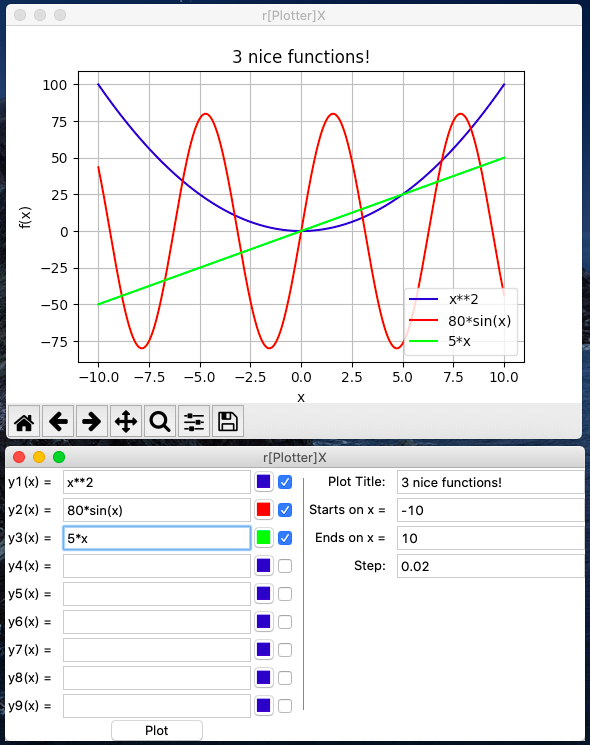 r[Plotter]X
3 nice functions!
100
75
50
25
0
−25
−50
−75
f(x)
x**2
80*sin(x)
5*x
−10.0 −7.5 −5.0 −2.5 0.0 2.5 5.0 7.5 10.0
x
r[Plotter]X
y1(x) = x**2 Plot Title: 3 nice functions!
y2(x) = 80*sin(x) Starts on x = -10
y3(x) = 5*x Ends on x = 10
y4(x) = Step: 0.02
y5(x) =
y6(x) =
y7(x) =
y8(x) =
y9(x) =
Plot